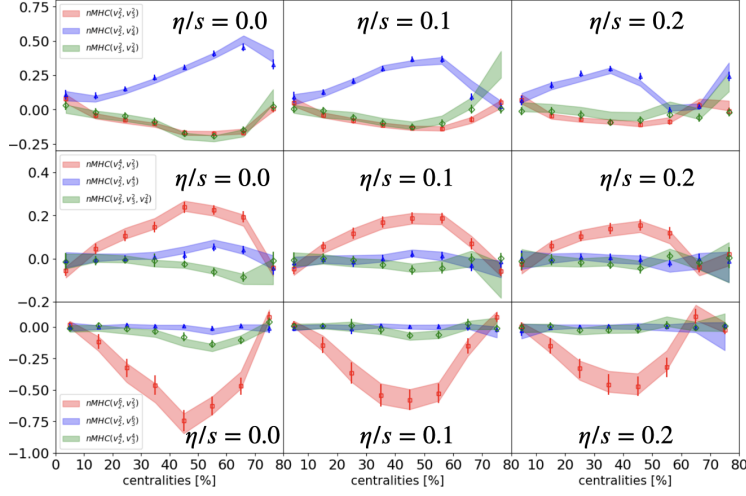 0.75
0.50
0.25
0.00
−0.25
nMHC(v₂², v₃²)
nMHC(v₂², v₄²)
nMHC(v₃², v₄²)
η/s = 0.0
η/s = 0.1
η/s = 0.2
0.4
0.2
0.0
−0.2
nMHC(v₂⁴, v₃²)
nMHC(v₂², v₃⁴)
nMHC(v₂², v₃², v₄²)
η/s = 0.0
η/s = 0.1
η/s = 0.2
0.00
−0.25
−0.50
−0.75
−1.00
nMHC(v₂⁶, v₃²)
nMHC(v₂², v₃⁶)
nMHC(v₂⁴, v₃⁴)
η/s = 0.0
η/s = 0.1
η/s = 0.2
0 10 20 30 40 50 60 70 80 10 20 30 40 50 60 70 80 10 20 30 40 50 60 70 80
centralities [%] centralities [%] centralities [%]